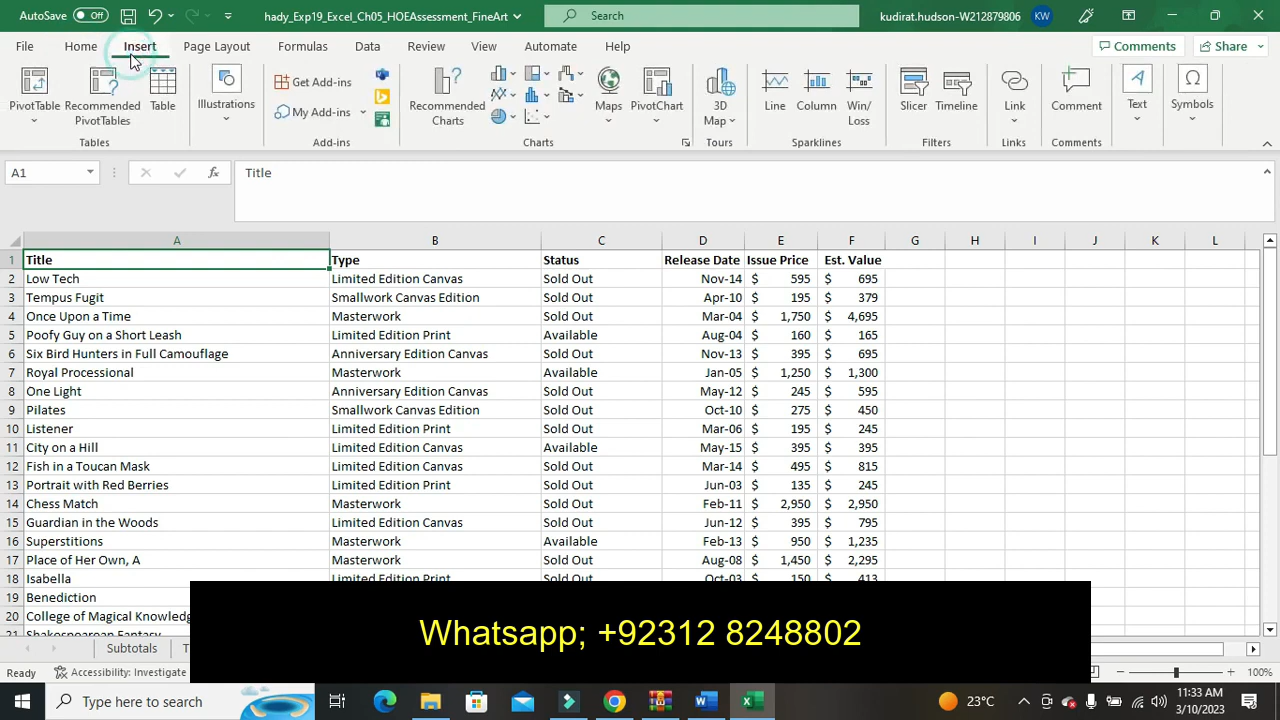 AutoSave Off hady_Exp19_Excel_Ch05_HOEAssessment_FineArt Search kudirat.hudson-W212879806 KW
File Home Insert Page Layout Formulas Data Review View Automate Help Comments Share
PivotTable Recommended PivotTables Table Illustrations Get Add-ins My Add-ins Recommended Charts Maps PivotChart 3D Map Line Column Win/Loss Slicer Timeline Link Comment Text Symbols
Tables Add-ins Charts Tours Sparklines Filters Links Comments
A1 fx Title
A B C D E F G H I J K L
1 Title Type Status Release Date Issue Price Est. Value
2 Low Tech Limited Edition Canvas Sold Out Nov-14 $ 595 $ 695
3 Tempus Fugit Smallwork Canvas Edition Sold Out Apr-10 $ 195 $ 379
4 Once Upon a Time Masterwork Sold Out Mar-04 $ 1,750 $ 4,695
5 Poofy Guy on a Short Leash Limited Edition Print Available Aug-04 $ 160 $ 165
6 Six Bird Hunters in Full Camouflage Anniversary Edition Canvas Sold Out Nov-13 $ 395 $ 695
7 Royal Processional Masterwork Available Jan-05 $ 1,250 $ 1,300
8 One Light Anniversary Edition Canvas Sold Out May-12 $ 245 $ 595
9 Pilates Smallwork Canvas Edition Sold Out Oct-10 $ 275 $ 450
10 Listener Limited Edition Print Sold Out Mar-06 $ 195 $ 245
11 City on a Hill Limited Edition Canvas Available May-15 $ 395 $ 395
12 Fish in a Toucan Mask Limited Edition Canvas Sold Out Mar-14 $ 495 $ 815
13 Portrait with Red Berries Limited Edition Print Sold Out Jun-03 $ 135 $ 245
14 Chess Match Masterwork Sold Out Feb-11 $ 2,950 $ 2,950
15 Guardian in the Woods Limited Edition Canvas Sold Out Jun-12 $ 395 $ 795
16 Superstitions Masterwork Available Feb-13 $ 950 $ 1,235
17 Place of Her Own, A Masterwork Sold Out Aug-08 $ 1,450 $ 2,295
18 Isabella Limited Edition Print Sold Out Oct-03 $ 150 $ 413
19 Benediction
20 College of Magical Knowledg
21 Shakespearean Fantasy
Whatsapp; +92312 8248802
Subtotals T
Ready Accessibility: Investigate 100%
Type here to search 23°C 11:33 AM
3/10/2023